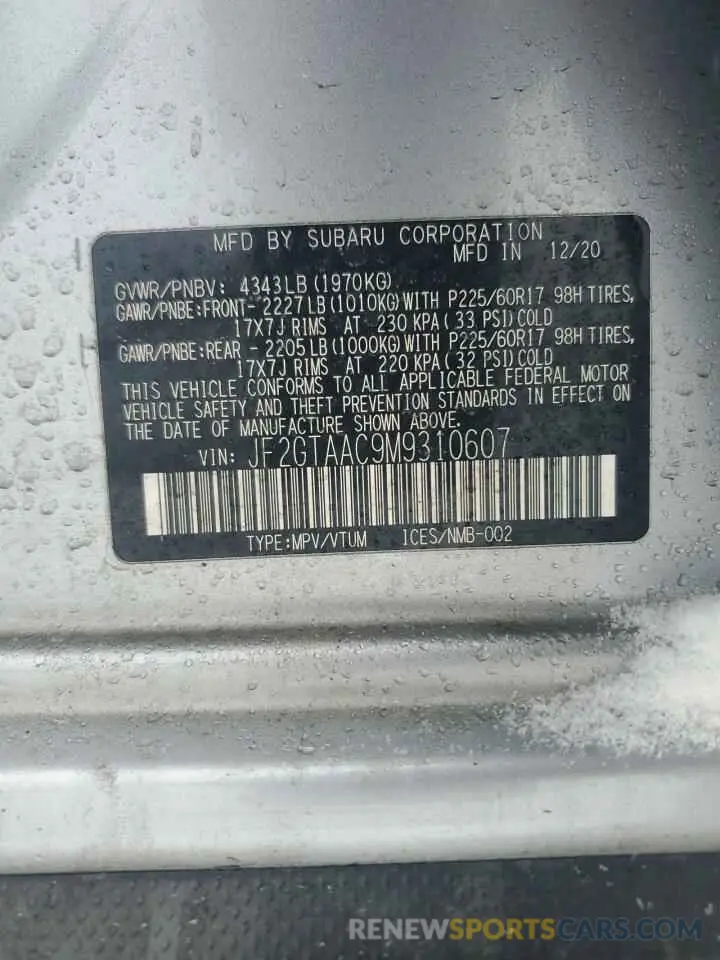 MFD BY SUBARU CORPORATION
MFD IN 12/20
GVWR/PNBV: 4343LB (1970KG)
GAWR/PNBE:FRONT- 2227LB (1010KG) WITH P225/60R17 98H TIRES,
17X7J RIMS AT 230 KPA ( 33 PSI) COLD
GAWR/PNBE:REAR - 2205LB (1000KG) WITH P225/60R17 98H TIRES,
17X7J RIMS AT 220 KPA ( 32 PSI) COLD
THIS VEHICLE CONFORMS TO ALL APPLICABLE FEDERAL MOTOR
VEHICLE SAFETY AND THEFT PREVENTION STANDARDS IN EFFECT ON
THE DATE OF MANUFACTURE SHOWN ABOVE.
VIN: JF2GTAAC9M9310607
TYPE:MPV/VTUM ICES/NMB-002
RENEWSPORTSCARS.COM